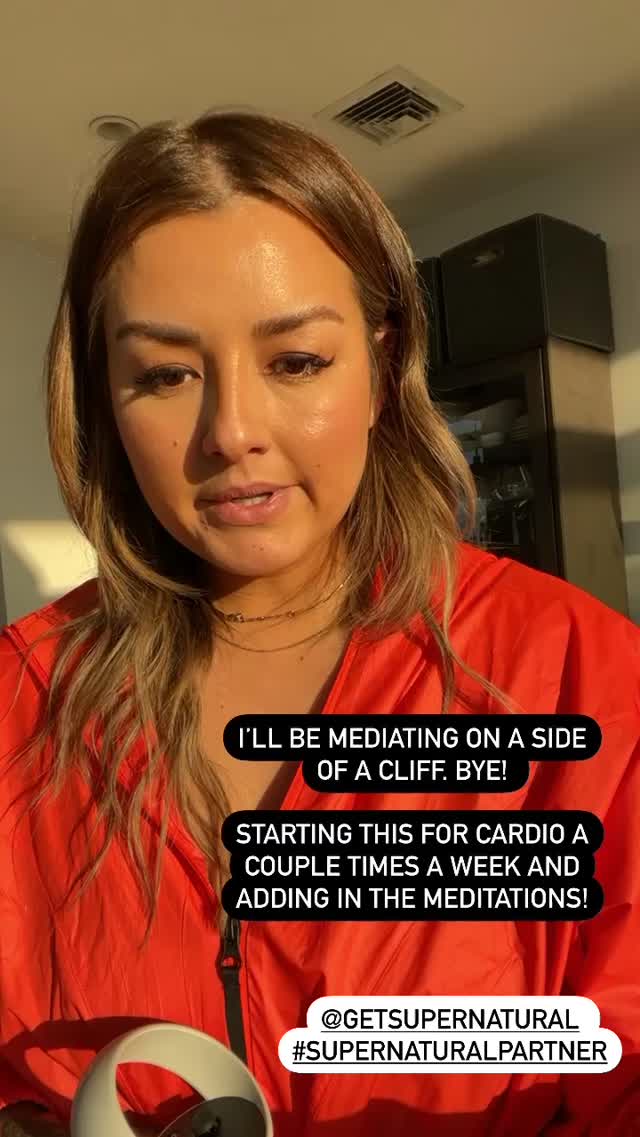 I'LL BE MEDIATING ON A SIDE
OF A CLIFF. BYE!
STARTING THIS FOR CARDIO A
COUPLE TIMES A WEEK AND
ADDING IN THE MEDITATIONS!
@GETSUPERNATURAL
#SUPERNATURALPARTNER